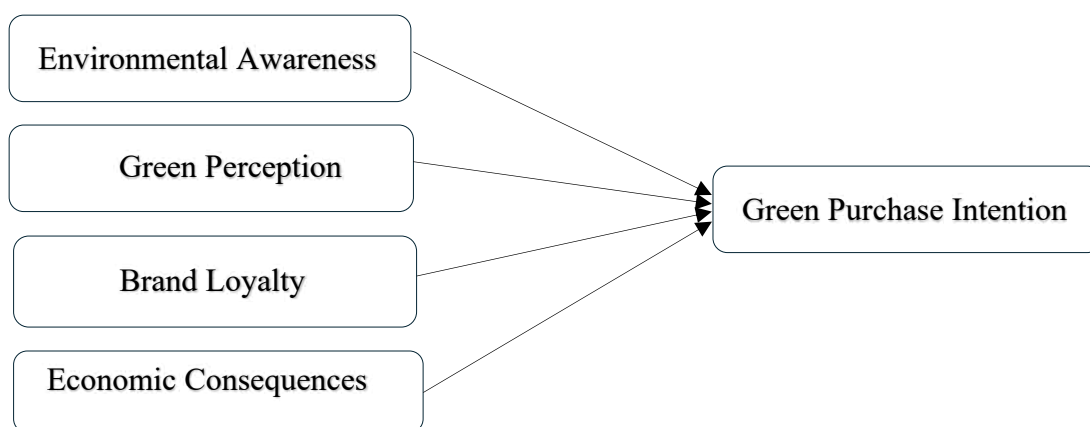 Environmental Awareness
Green Perception
Brand Loyalty
Economic Consequences
Green Purchase Intention